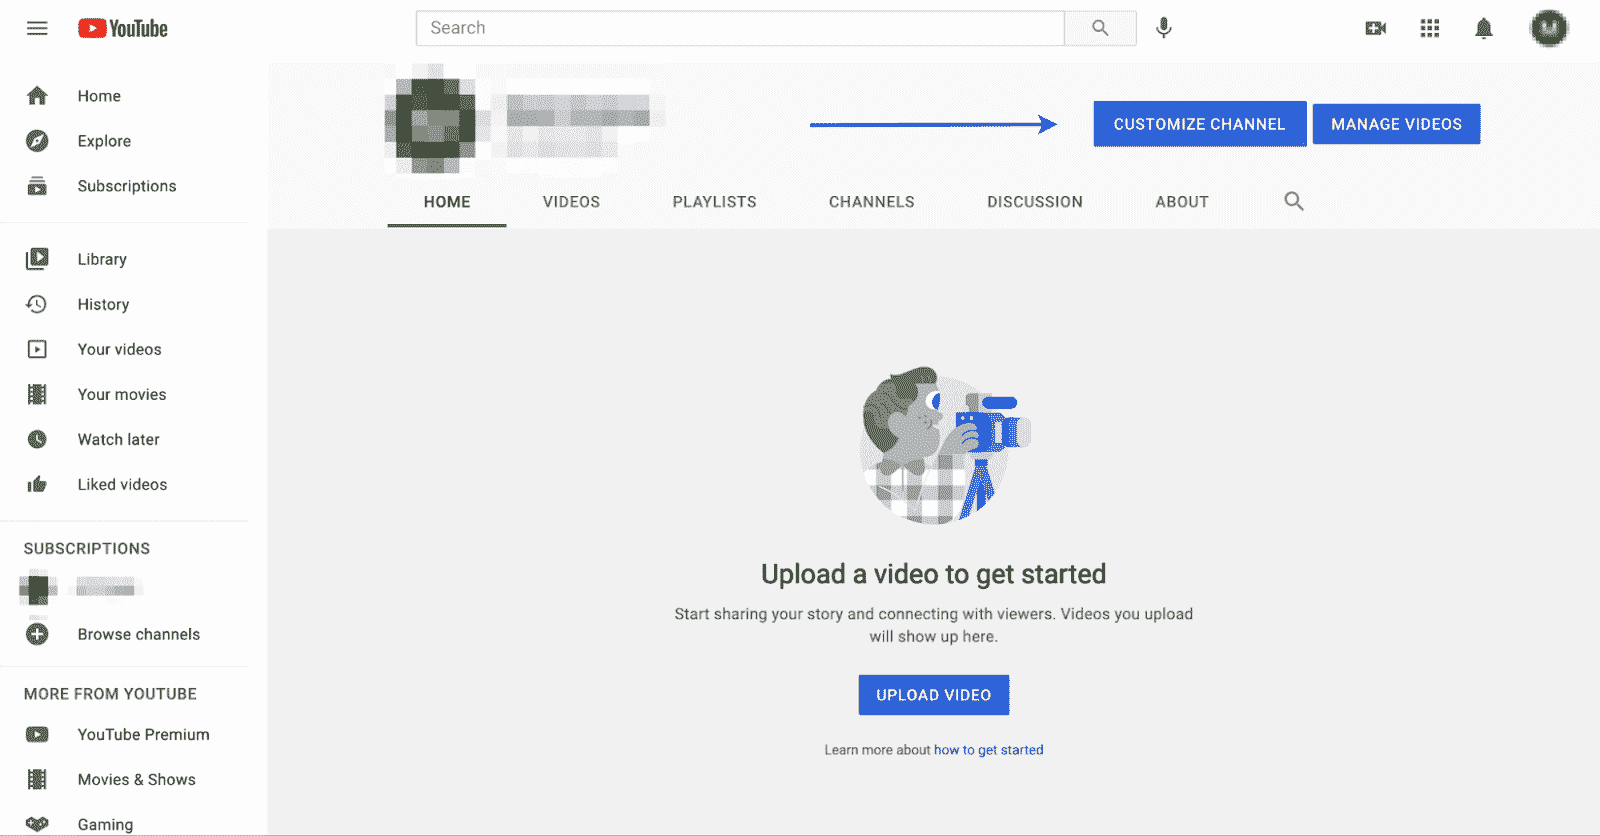 YouTube
Search
Home
Explore
Subscriptions
Library
History
Your videos
Your movies
Watch later
Liked videos
SUBSCRIPTIONS
Browse channels
MORE FROM YOUTUBE
YouTube Premium
Movies & Shows
Gaming
CUSTOMIZE CHANNEL
MANAGE VIDEOS
HOME VIDEOS PLAYLISTS CHANNELS DISCUSSION ABOUT
Upload a video to get started
Start sharing your story and connecting with viewers. Videos you upload
will show up here.
UPLOAD VIDEO
Learn more about how to get started